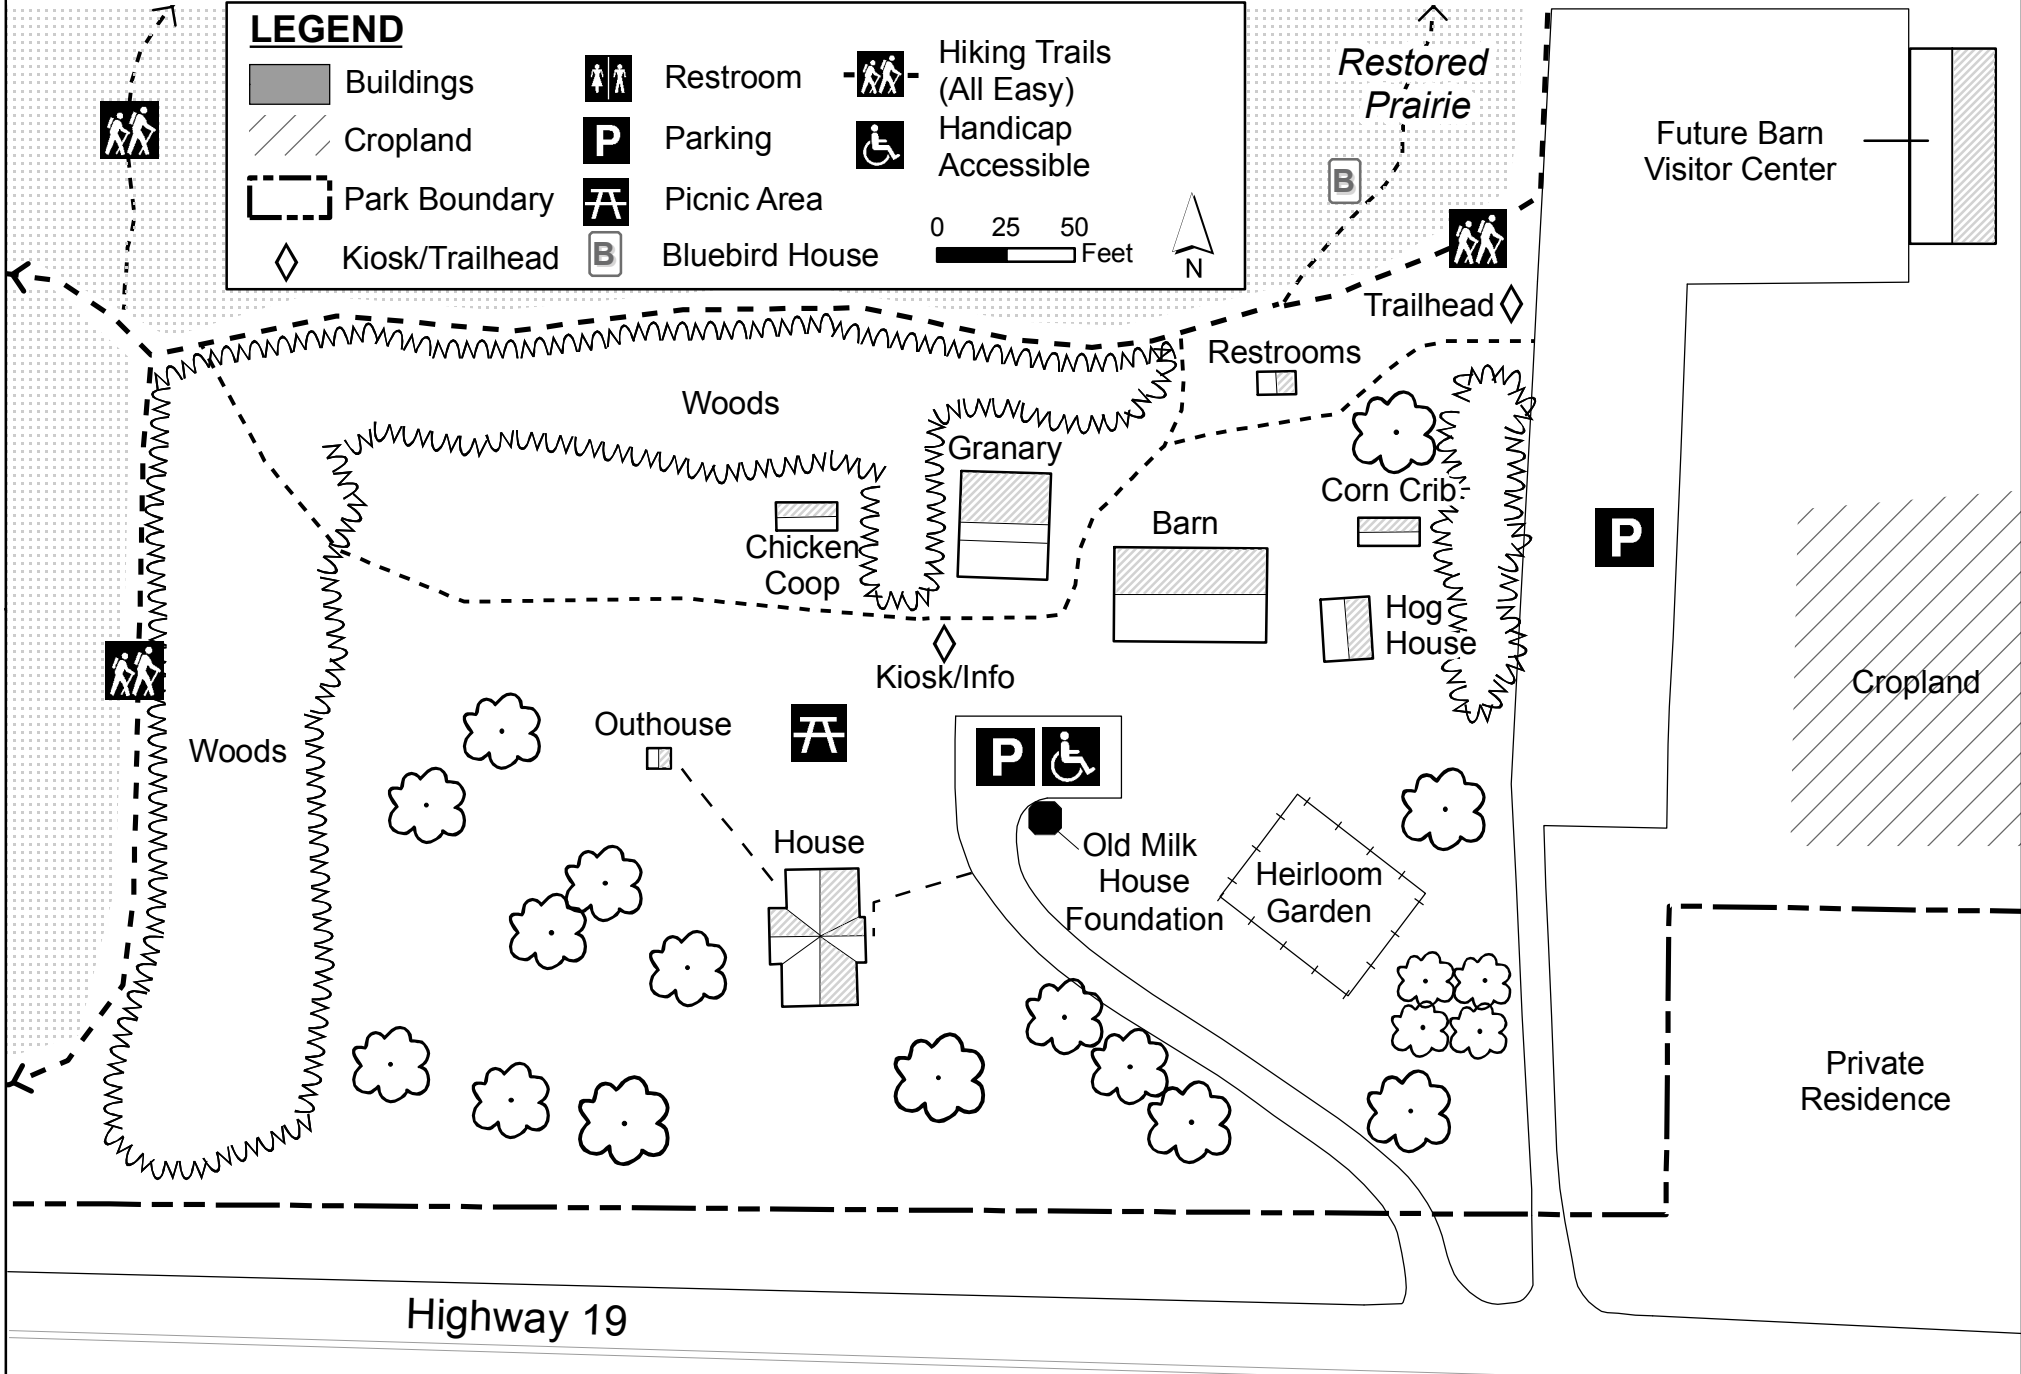 LEGEND
Buildings
Cropland
Park Boundary
Kiosk/Trailhead
Restroom
P
Parking
Picnic Area
B
Bluebird House
Hiking Trails
(All Easy)
Handicap
Accessible
0 25 50
Feet
N
Restored
Prairie
B
Future Barn
Visitor Center
Trailhead
Restrooms
Woods
Granary
Corn Crib
Barn
Chicken
Coop
P
Hog
House
Kiosk/Info
Cropland
Woods
Outhouse
P
House
Old Milk
House
Foundation
Heirloom
Garden
Private
Residence
Highway 19